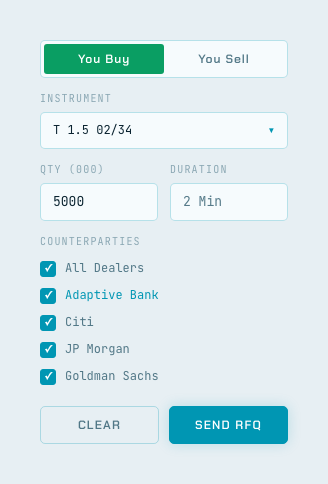 You Buy You Sell
INSTRUMENT
T 1.5 02/34
QTY (000) DURATION
5000 2 Min
COUNTERPARTIES
All Dealers
Adaptive Bank
Citi
JP Morgan
Goldman Sachs
CLEAR SEND RFQ